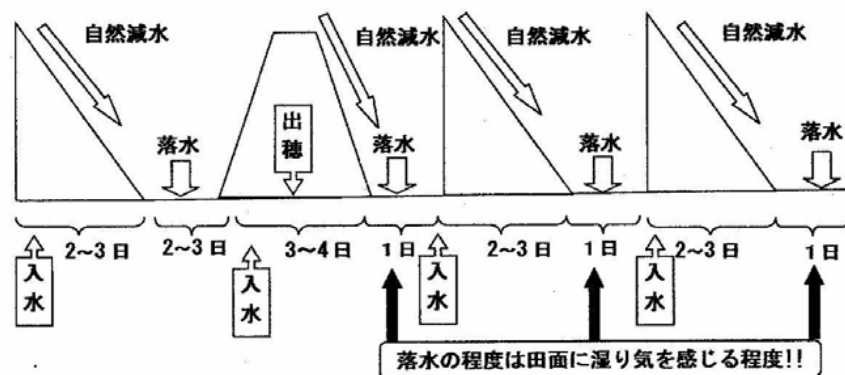 自然減水
自然減水
自然減水
自然減水
落水
出穂
落水
落水
落水
2~3日
2~3日
3~4日
1日
2~3日
1日
2~3日
1日
入水
入水
入水
入水
落水の程度は田面に湿り気を感じる程度!!